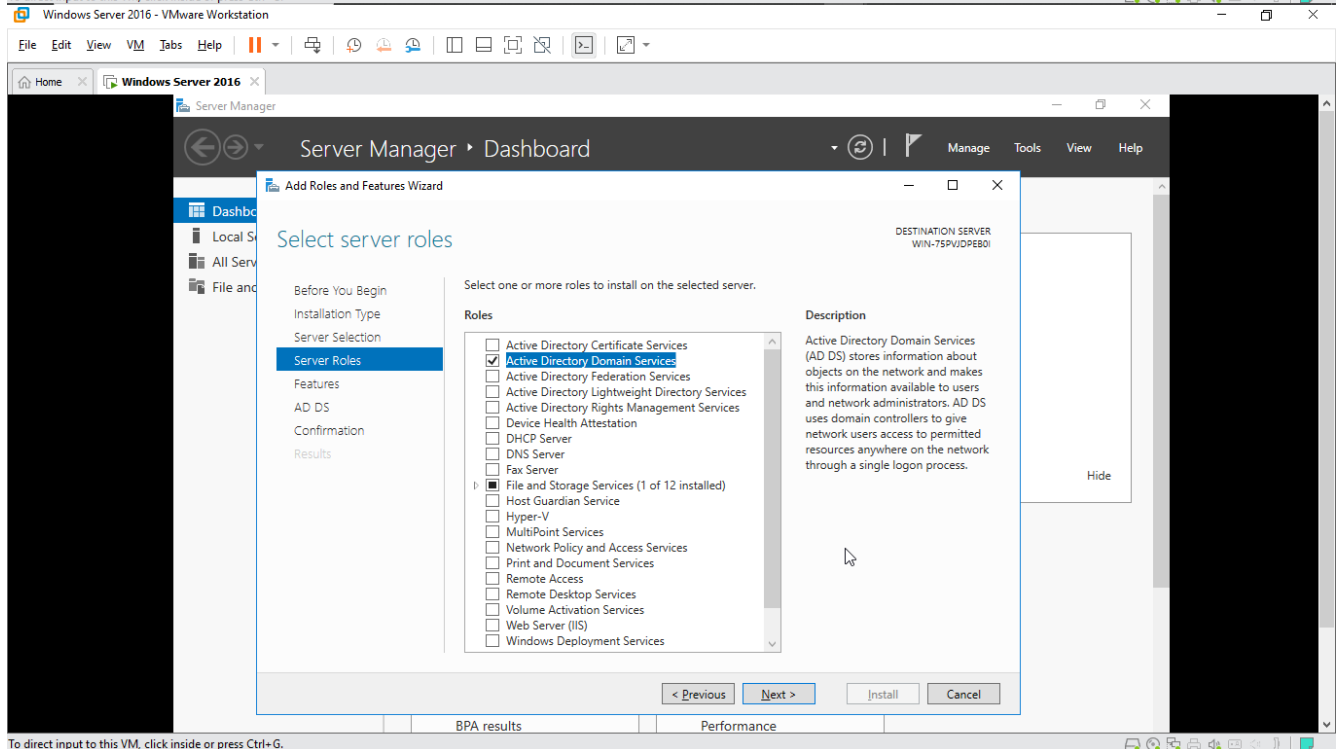 Windows Server 2016 - VMware Workstation
File Edit View VM Tabs Help
Home
Windows Server 2016
Server Manager
Server Manager Dashboard
Manage Tools View Help
Add Roles and Features Wizard
Dashbo
Local Se
All Serv
File and
Select server roles
DESTINATION SERVER
WIN-75PVJDPEB0I
Before You Begin
Installation Type
Server Selection
Server Roles
Features
AD DS
Confirmation
Results
Select one or more roles to install on the selected server.
Roles
Active Directory Certificate Services
Active Directory Domain Services
Active Directory Federation Services
Active Directory Lightweight Directory Services
Active Directory Rights Management Services
Device Health Attestation
DHCP Server
DNS Server
Fax Server
File and Storage Services (1 of 12 installed)
Host Guardian Service
Hyper-V
MultiPoint Services
Network Policy and Access Services
Print and Document Services
Remote Access
Remote Desktop Services
Volume Activation Services
Web Server (IIS)
Windows Deployment Services
Description
Active Directory Domain Services
(AD DS) stores information about
objects on the network and makes
this information available to users
and network administrators. AD DS
uses domain controllers to give
network users access to permitted
resources anywhere on the network
through a single logon process.
Hide
< Previous
Next >
Install
Cancel
BPA results
Performance
To direct input to this VM, click inside or press Ctrl+G.